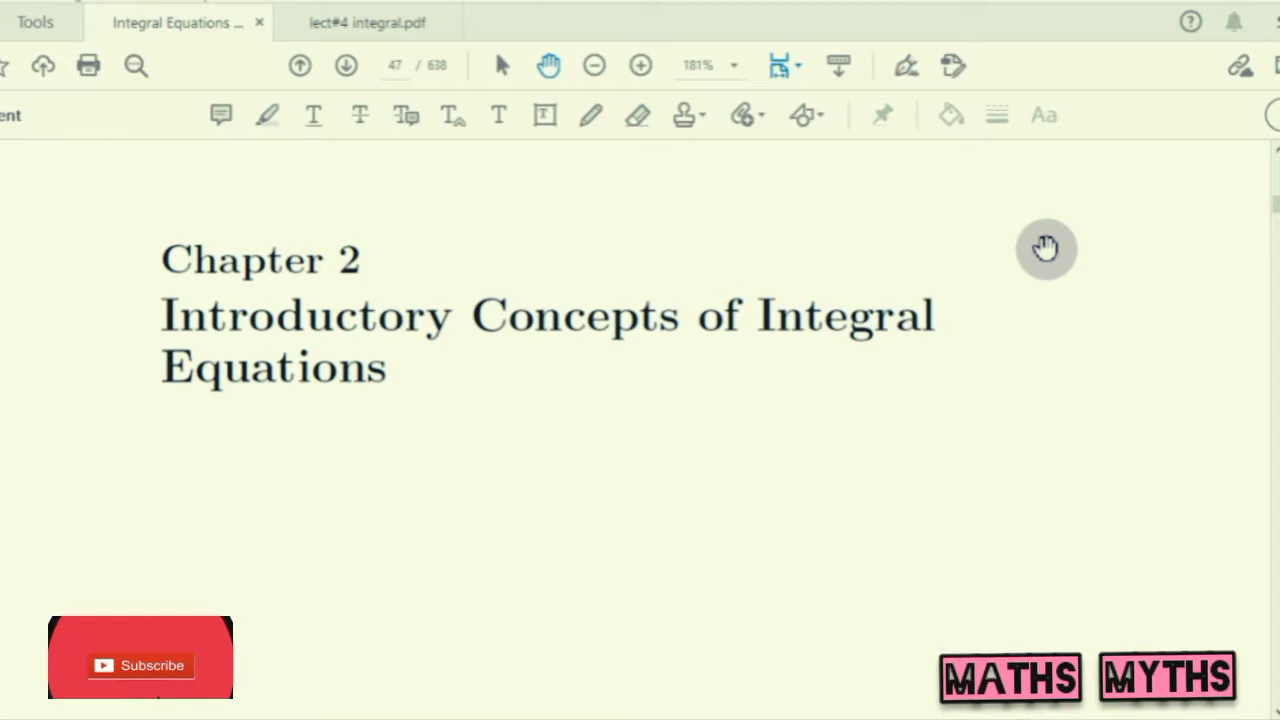 Tools
Integral Equations ... ×
lect#4 integral.pdf
47 / 638
181%
ent
Aa
Chapter 2
Introductory Concepts of Integral
Equations
Subscribe
MATHS MYTHS